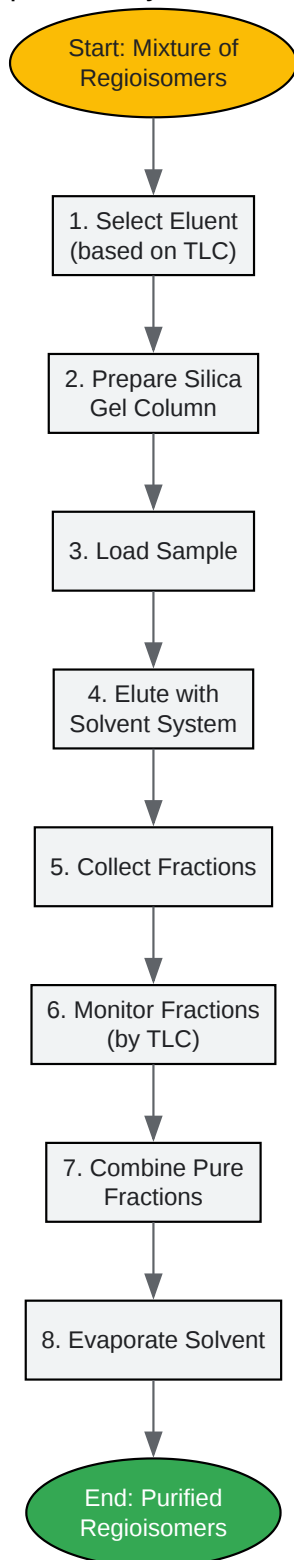 Start: Mixture of
Regioisomers
1. Select Eluent
(based on TLC)
2. Prepare Silica
Gel Column
3. Load Sample
4. Elute with
Solvent System
5. Collect Fractions
6. Monitor Fractions
(by TLC)
7. Combine Pure
Fractions
8. Evaporate Solvent
End: Purified
Regioisomers